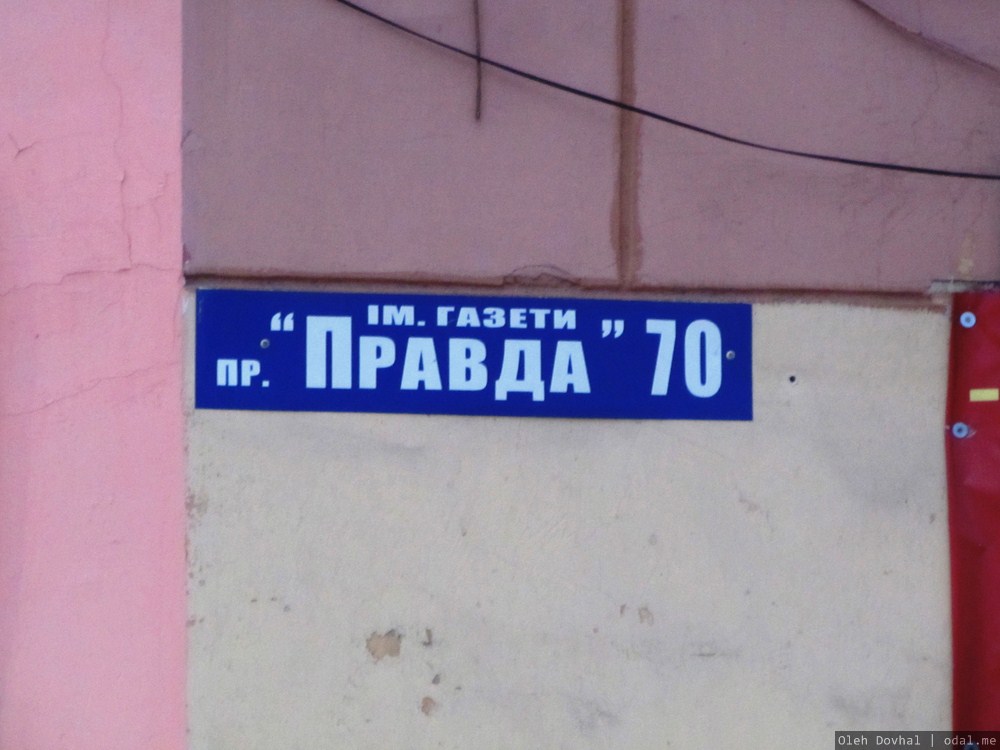 ІМ. ГАЗЕТИ
ПР. “ПРАВДА” 70
Oleh Dovhal | odal.me